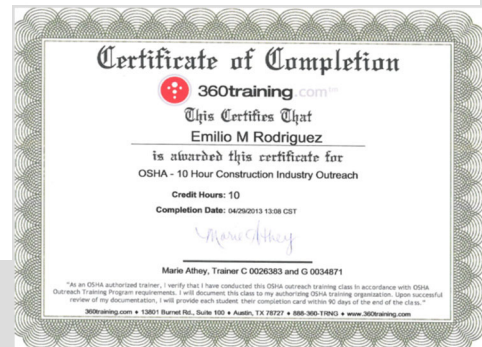 Certificate of Completion
360training.com™
This Certifies That
Emilio M Rodriguez
is awarded this certificate for
OSHA - 10 Hour Construction Industry Outreach
Credit Hours: 10
Completion Date: 04/29/2013 13:08 CST
Marie Athey
Marie Athey, Trainer C 0026383 and G 0034871
"As an OSHA authorized trainer, I verify that I have conducted this OSHA outreach training class in accordance with OSHA
Outreach Training Program requirements. I will document this class to my authorizing OSHA training organization. Upon successful
review of my documentation, I will provide each student their completion card within 90 days of the end of the class."
360training.com ♦ 13801 Burnet Rd., Suite 100 ♦ Austin, TX 78727 ♦ 888-360-TRNG ♦ www.360training.com